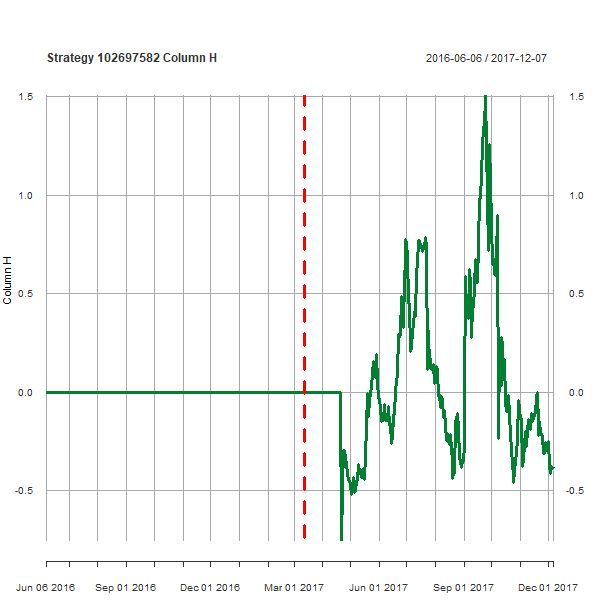 Strategy 102697582 Column H
2016-06-06 / 2017-12-07
1.5
1.0
0.5
0.0
-0.5
Column H
1.5
1.0
0.5
0.0
-0.5
Jun 06 2016
Sep 01 2016
Dec 01 2016
Mar 01 2017
Jun 01 2017
Sep 01 2017
Dec 01 2017